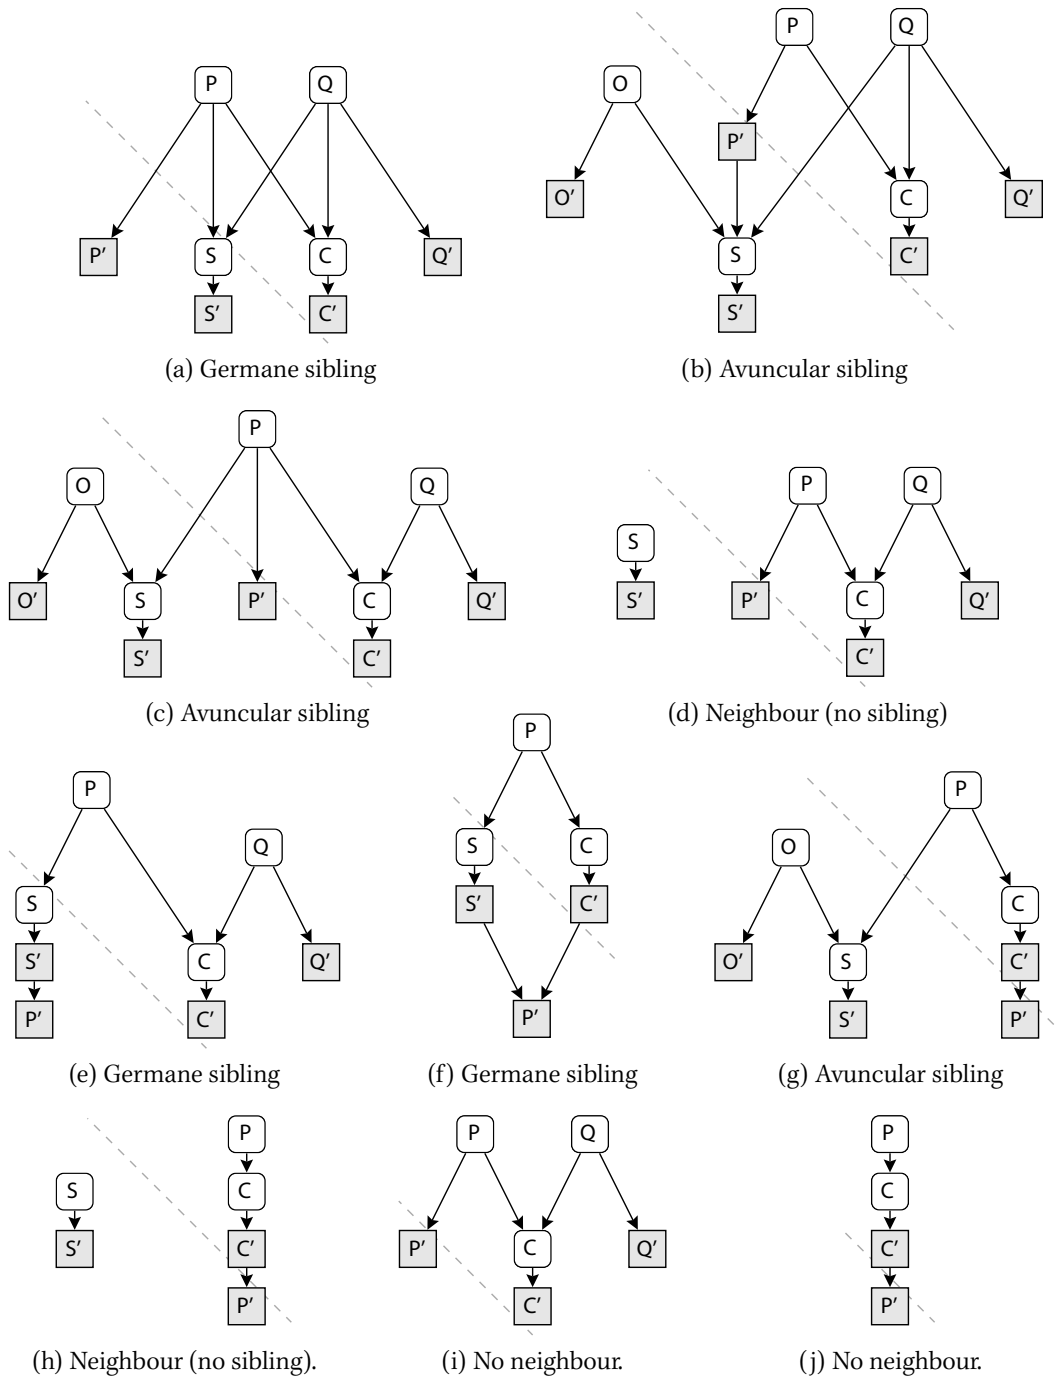 P Q
P′ S C Q′
S′ C′
(a) Germane sibling
P Q
O
P′
O′ C Q′
S C′
S′
(b) Avuncular sibling
P
O Q
O′ S P′ C Q′
S′ C′
(c) Avuncular sibling
P Q
S
S′ P′ C Q′
C′
(d) Neighbour (no sibling)
P
Q
S
S′ C Q′
P′ C′
(e) Germane sibling
P
S C
S′ C′
P′
(f) Germane sibling
P
O
C
O′ S C′
S′ P′
(g) Avuncular sibling
P
S C
S′ C′
P′
(h) Neighbour (no sibling).
P Q
P′ C Q′
C′
(i) No neighbour.
P
C
C′
P′
(j) No neighbour.